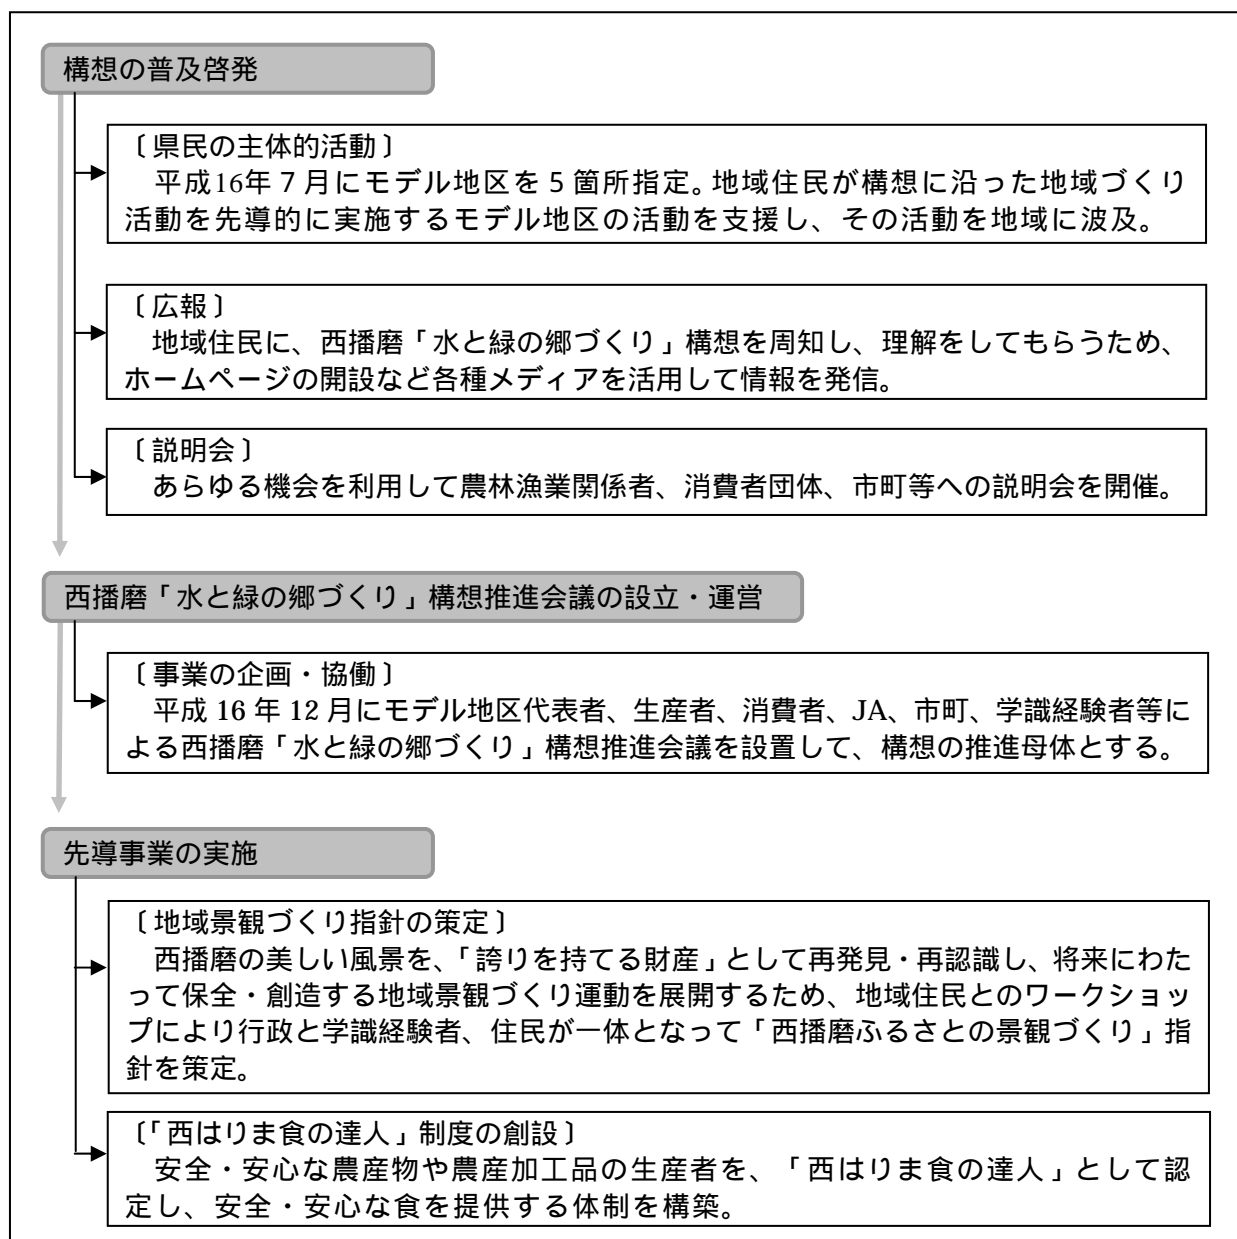 構想の普及啓発
〔県民の主体的活動〕
平成16年７月にモデル地区を５箇所指定。地域住民が構想に沿った地域づくり
活動を先導的に実施するモデル地区の活動を支援し、その活動を地域に波及。
〔広報〕
地域住民に、西播磨「水と緑の郷づくり」構想を周知し、理解をしてもらうため、
ホームページの開設など各種メディアを活用して情報を発信。
〔説明会〕
あらゆる機会を利用して農林漁業関係者、消費者団体、市町等への説明会を開催。
西播磨「水と緑の郷づくり」構想推進会議の設立・運営
〔事業の企画・協働〕
平成 16 年 12 月にモデル地区代表者、生産者、消費者、JA、市町、学識経験者等に
よる西播磨「水と緑の郷づくり」構想推進会議を設置して、構想の推進母体とする。
先導事業の実施
〔地域景観づくり指針の策定〕
西播磨の美しい風景を、「誇りを持てる財産」として再発見・再認識し、将来にわた
って保全・創造する地域景観づくり運動を展開するため、地域住民とのワークショッ
プにより行政と学識経験者、住民が一体となって「西播磨ふるさとの景観づくり」指
針を策定。
〔「西はりま食の達人」制度の創設〕
安全・安心な農産物や農産加工品の生産者を、「西はりま食の達人」として認
定し、安全・安心な食を提供する体制を構築。